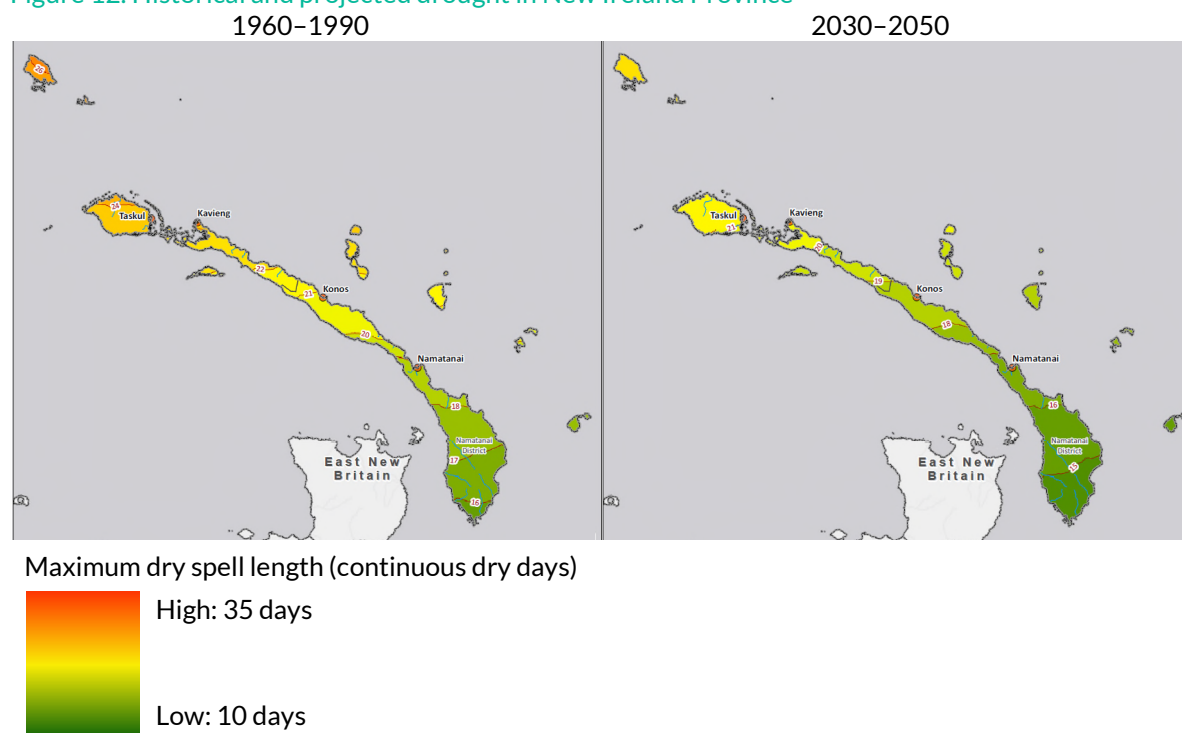 Figure 12. Historical and projected drought in New Ireland Province
1960–1990
2030–2050
26
24
Taskul
Kavieng
22
21
Konos
20
Namatanai
18
Namatanai
District
17
16
East New
Britain
Taskul
21
Kavieng
20
19
Konos
18
Namatanai
16
Namatanai
District
15
East New
Britain
Maximum dry spell length (continuous dry days)
High: 35 days
Low: 10 days